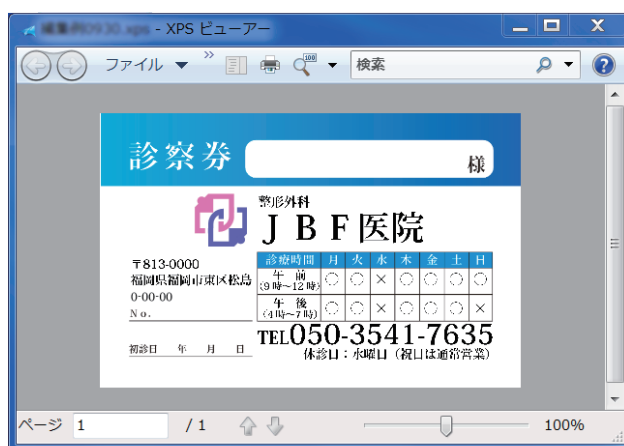 0930.xps - XPS ビューアー
ファイル
»
100
検索
診察券
様
整形外科
JBF医院
〒813-0000
福岡県福岡市東区松島
0-00-00
No.
初診日 年 月 日
診療時間 月 火 水 木 金 土 日
午前 (9時～12時) ○ ○ × ○ ○ ○ ○
午後 (4時～7時) ○ ○ × ○ ○ ○ ×
TEL050-3541-7635
休診日：水曜日（祝日は通常営業）
ページ 1 / 1
100%